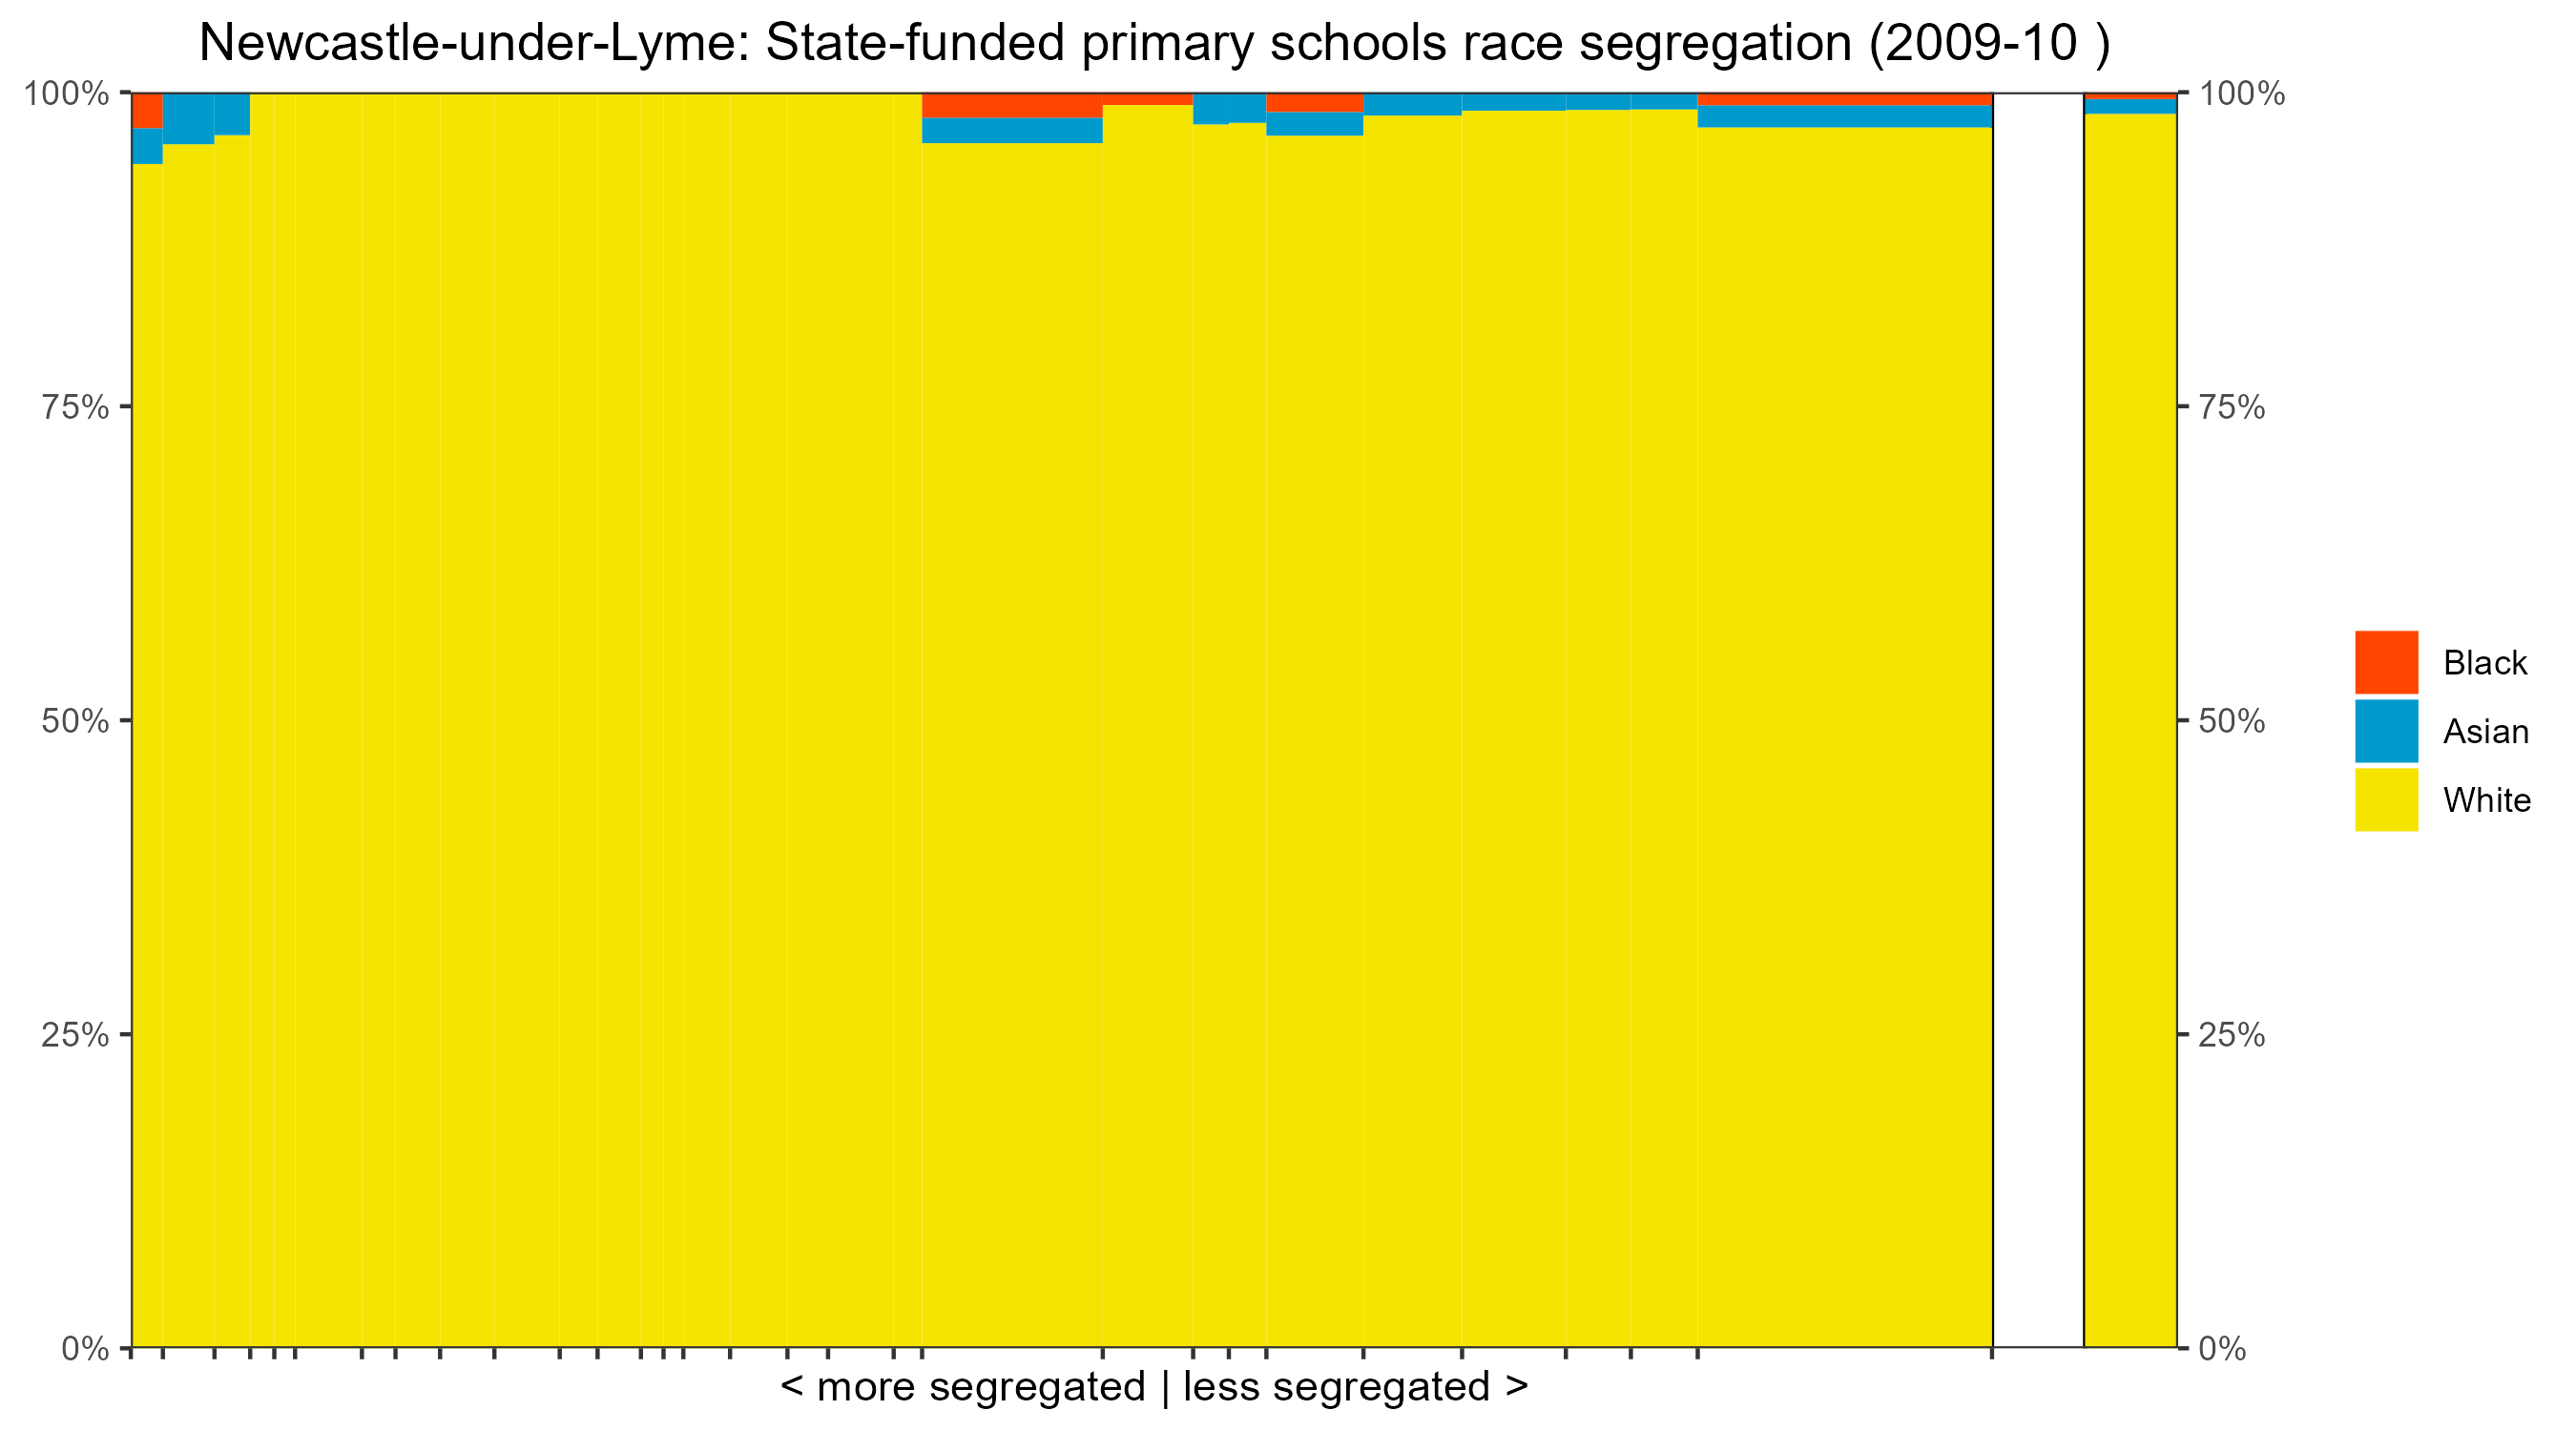 Newcastle-under-Lyme: State-funded primary schools race segregation (2009-10 )
100%
100%
75%
75%
50%
50%
25%
25%
0%
0%
Black
Asian
White
< more segregated | less segregated >